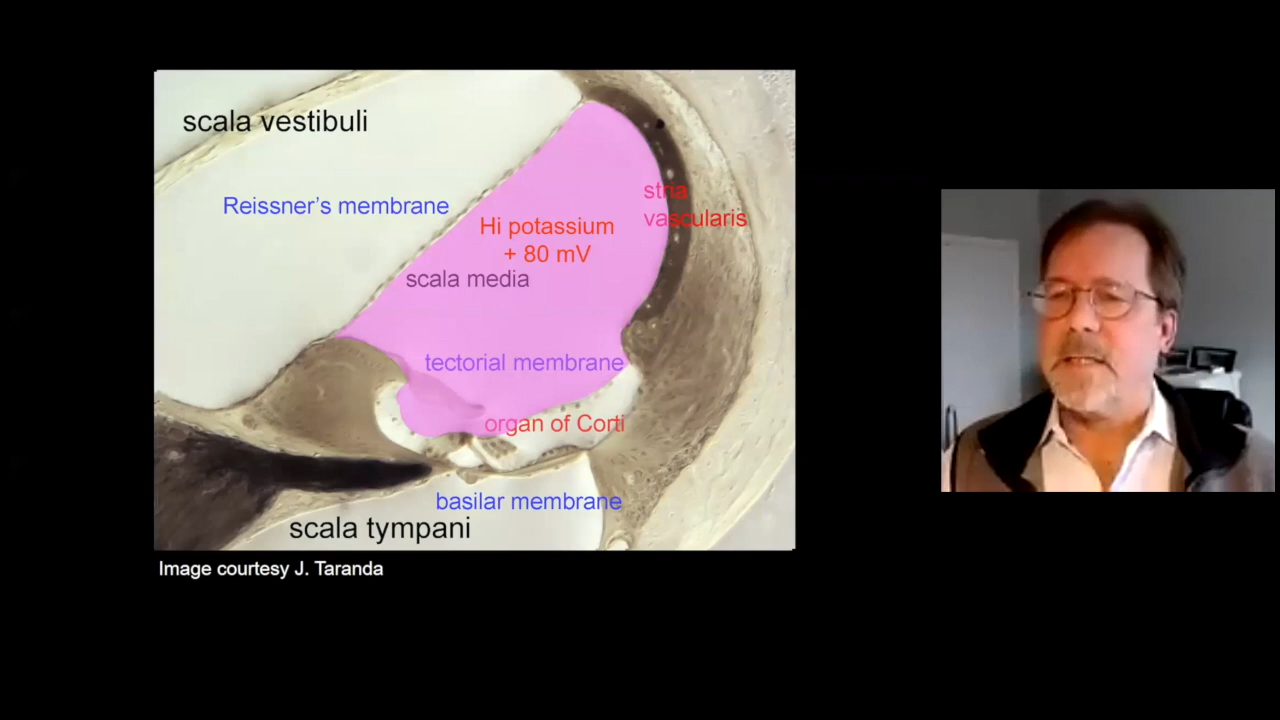 scala vestibuli
Reissner's membrane
stria
vascularis
Hi potassium
+ 80 mV
scala media
tectorial membrane
organ of Corti
basilar membrane
scala tympani
Image courtesy J. Taranda